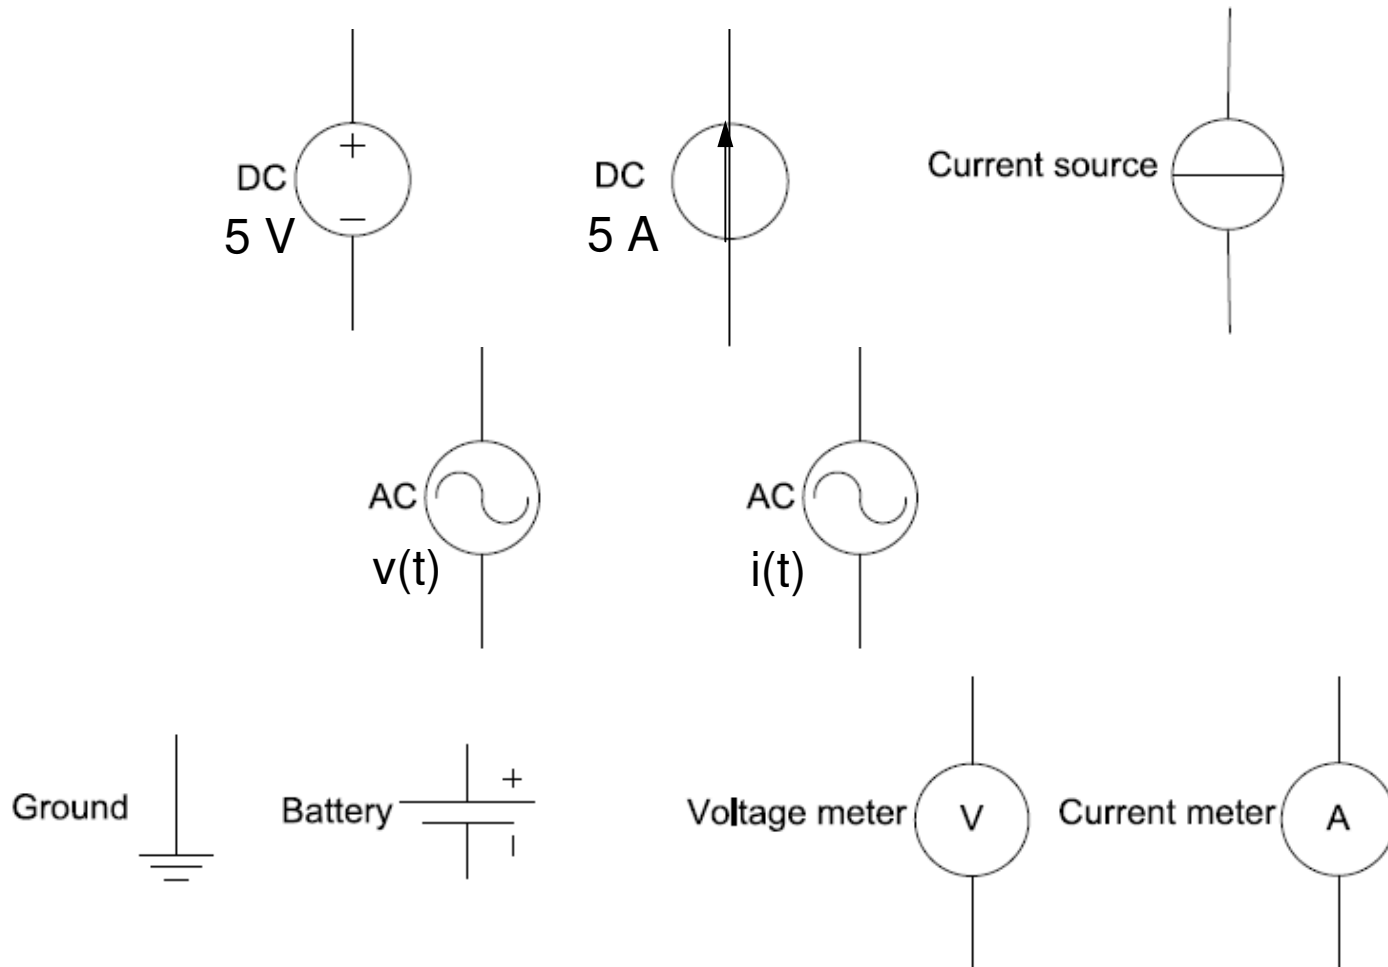 DC
5 V
+
−
DC
5 A
Current source
AC
v(t)
AC
i(t)
Ground
Battery
+
−
Voltage meter
V
Current meter
A